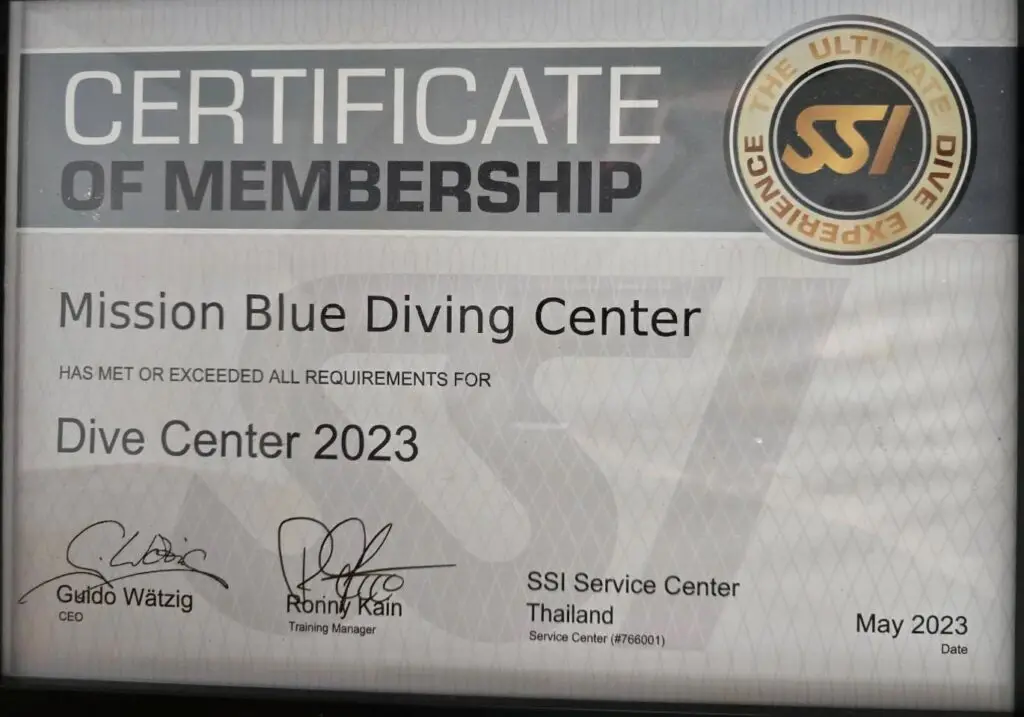 CERTIFICATE
OF MEMBERSHIP
THE ULTIMATE DIVE EXPERIENCE
SSI
Mission Blue Diving Center
HAS MET OR EXCEEDED ALL REQUIREMENTS FOR
Dive Center 2023
Guido Wätzig
CEO
Ronny Kain
Training Manager
SSI Service Center
Thailand
Service Center (#766001)
May 2023
Date
SSI